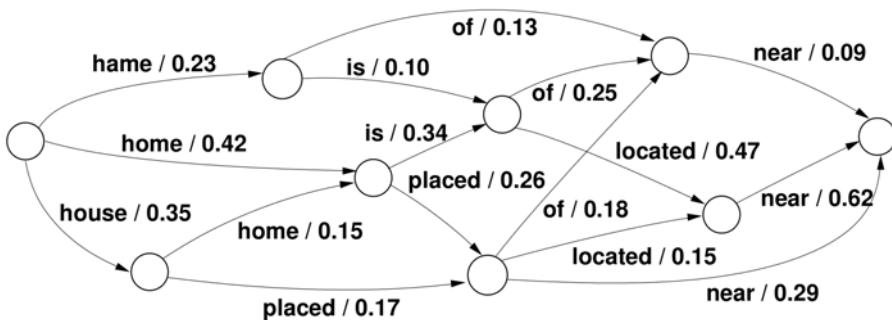 of / 0.13
near / 0.09
hame / 0.23
is / 0.10
of / 0.25
home / 0.42
is / 0.34
located / 0.47
placed / 0.26
house / 0.35
near / 0.62
home / 0.15
of / 0.18
located / 0.15
placed / 0.17
near / 0.29